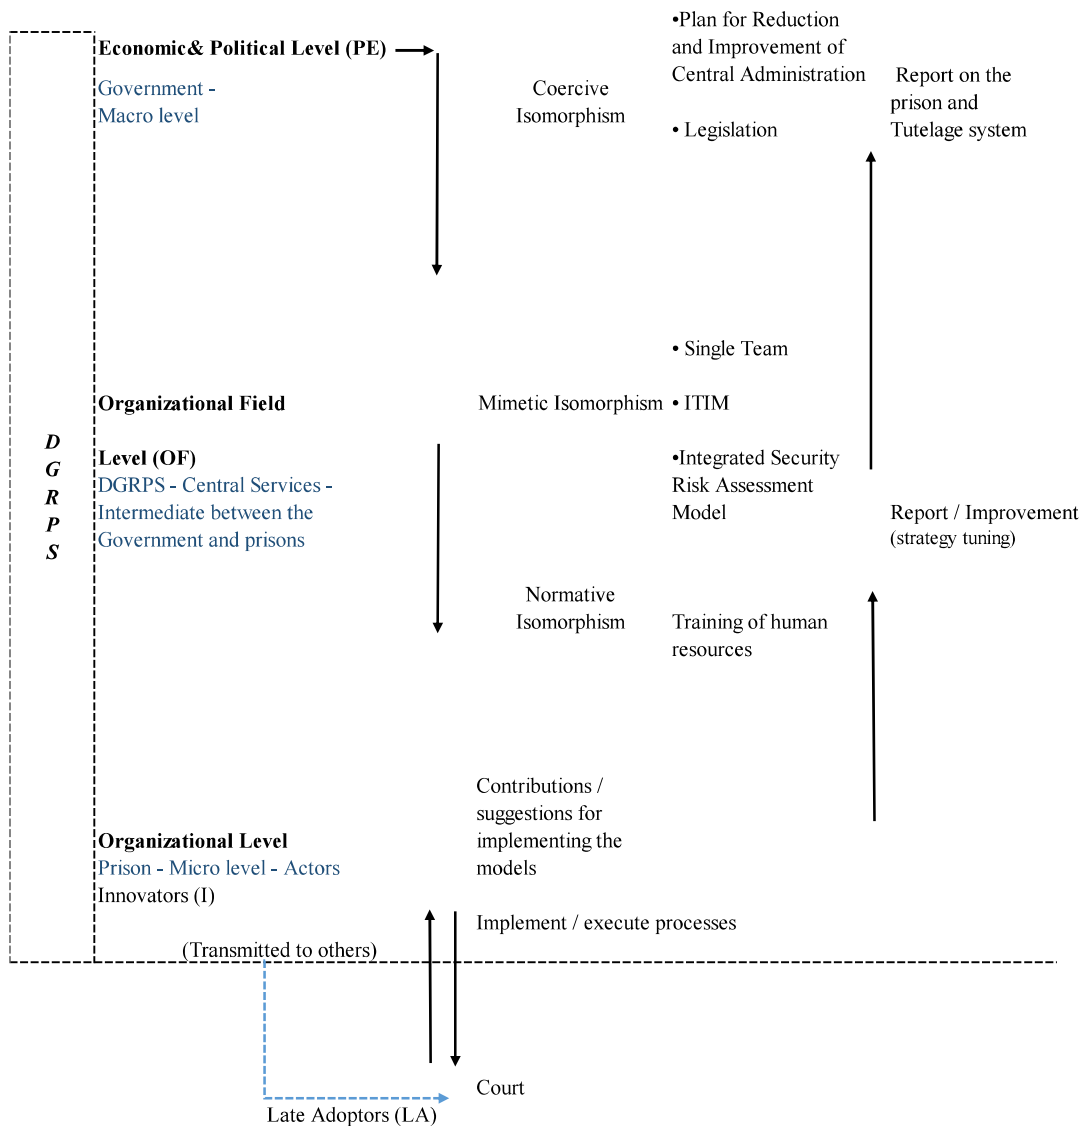 D
G
R
P
S
Economic& Political Level (PE)
Government -
Macro level
Coercive
Isomorphism
•Plan for Reduction
and Improvement of
Central Administration
• Legislation
Report on the
prison and
Tutelage system
Organizational Field
Level (OF)
DGRPS - Central Services -
Intermediate between the
Government and prisons
Mimetic Isomorphism
• Single Team
• ITIM
•Integrated Security
Risk Assessment
Model
Report / Improvement
(strategy tuning)
Normative
Isomorphism
Training of human
resources
Organizational Level
Prison - Micro level - Actors
Innovators (I)
(Transmitted to others)
Contributions /
suggestions for
implementing the
models
Implement / execute processes
Court
Late Adoptors (LA)